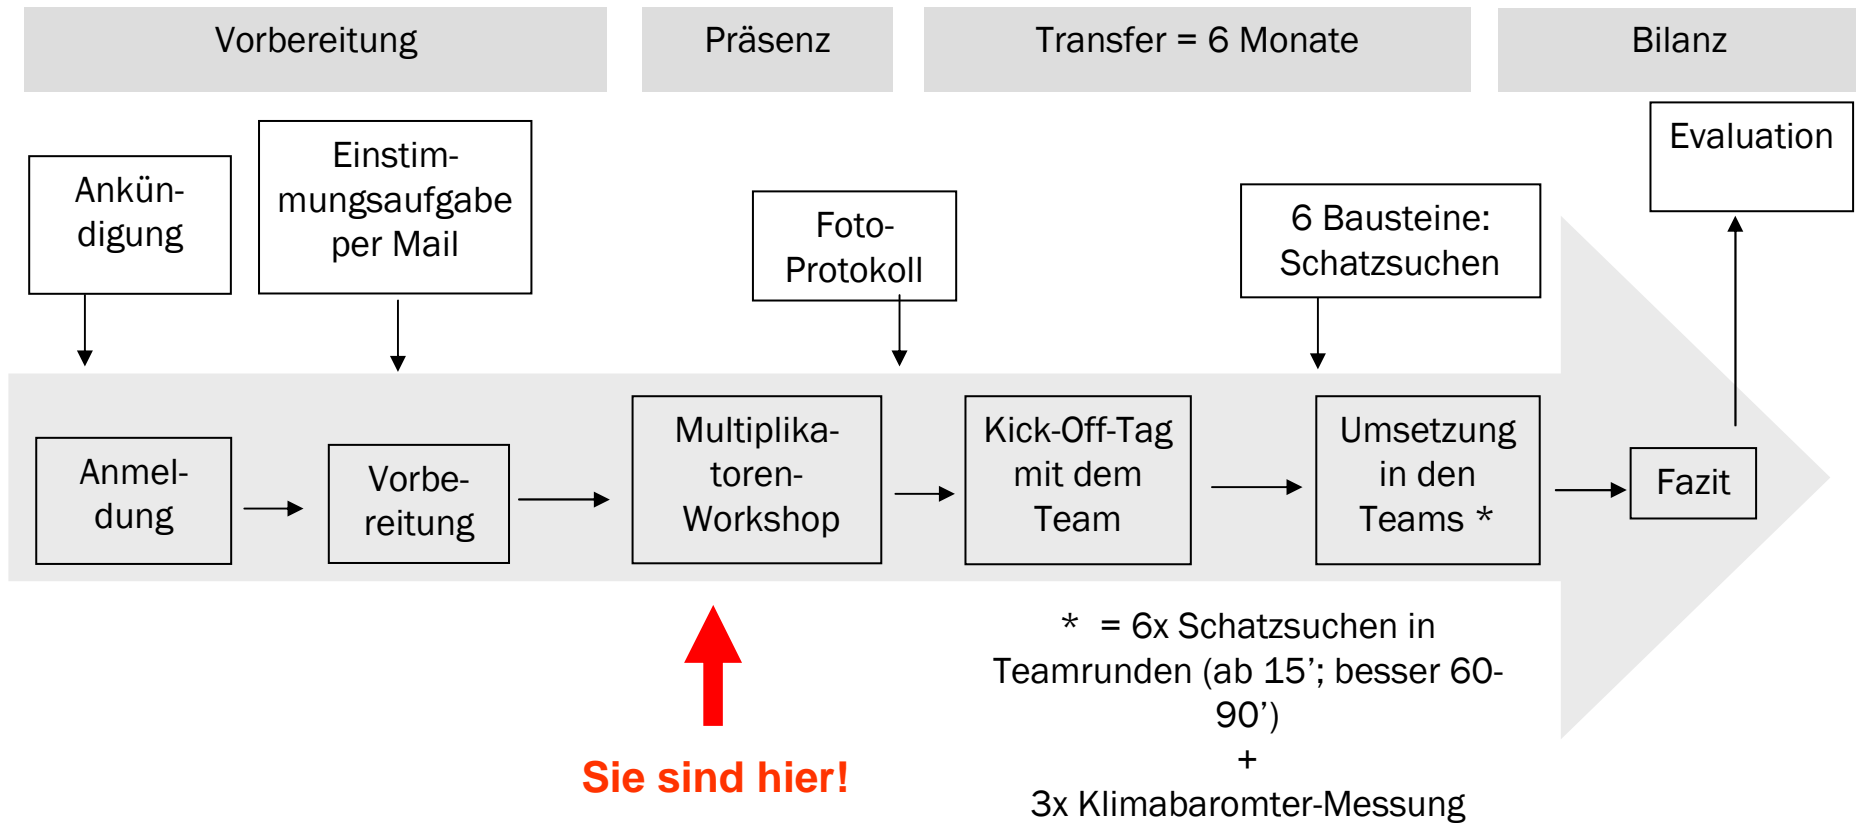 Vorbereitung
Präsenz
Transfer = 6 Monate
Bilanz
Ankün-
digung
Einstim-
mungsaufgabe
per Mail
Foto-
Protokoll
6 Bausteine:
Schatzsuchen
Evaluation
Anmel-
dung
Vorbe-
reitung
Multiplika-
toren-
Workshop
Kick-Off-Tag
mit dem
Team
Umsetzung
in den
Teams *
Fazit
Sie sind hier!
* = 6x Schatzsuchen in
Teamrunden (ab 15’; besser 60-
90’)
+
3x Klimabaromter-Messung